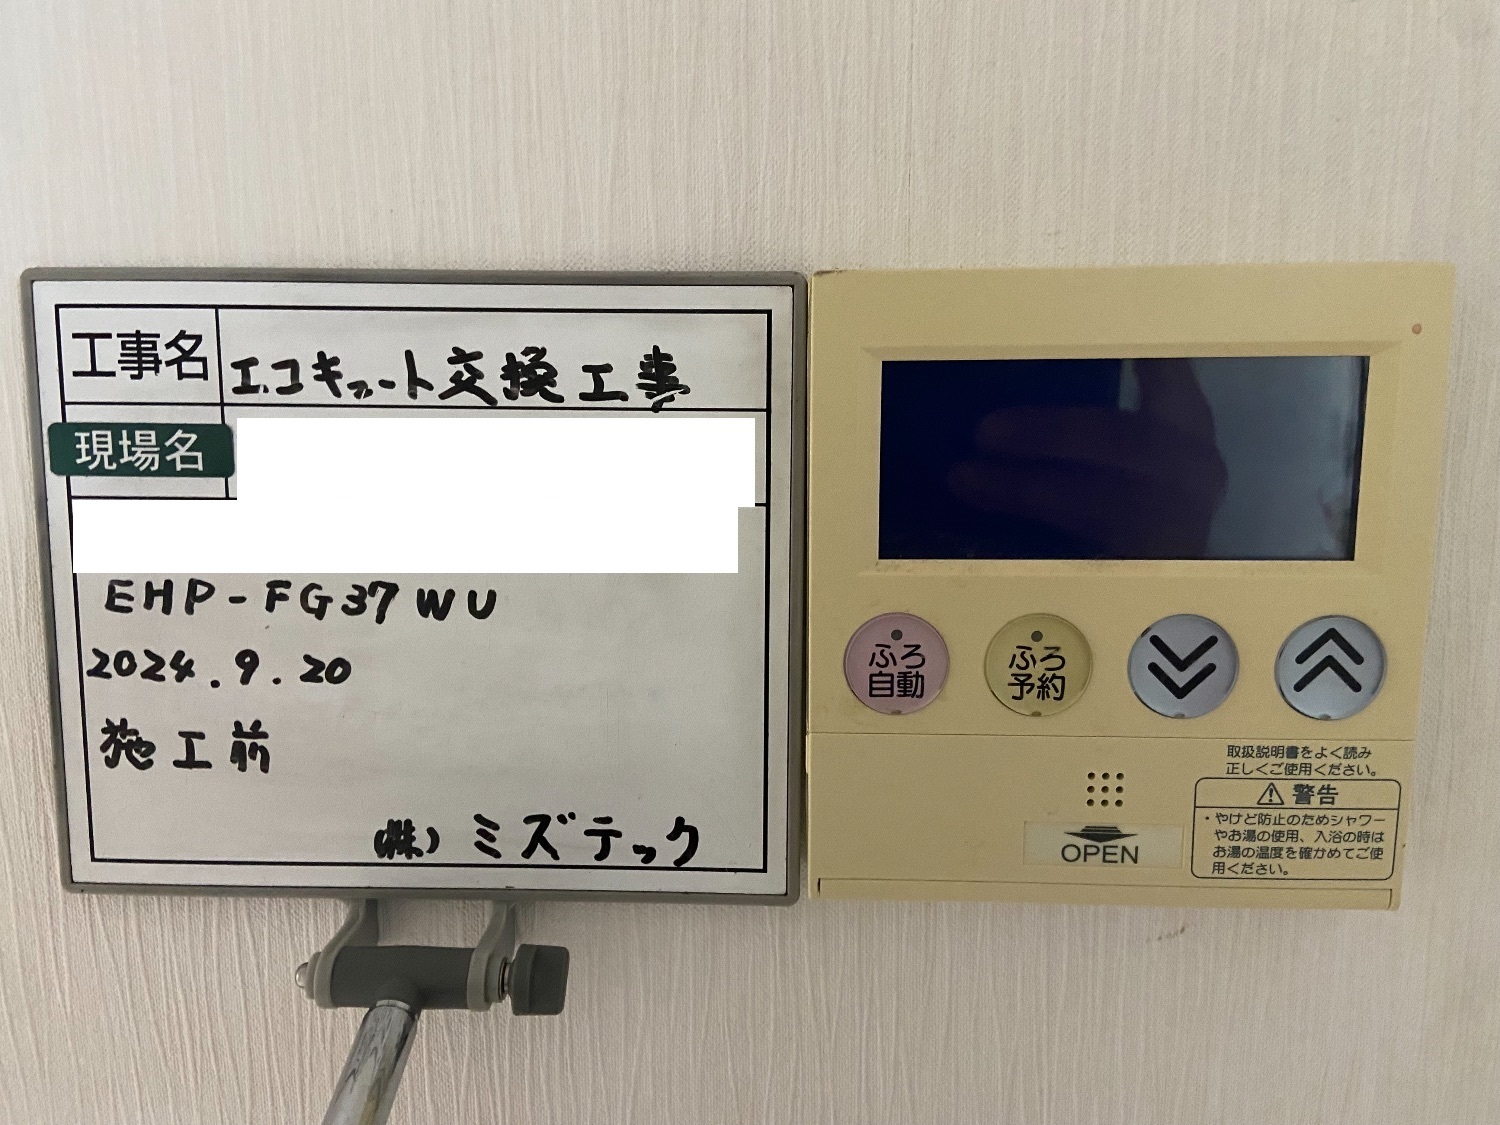 工事名 エコキュート交換工事
現場名
EHP-FG37WU
2024.9.20
施工前
(株)ミズテック
ふろ
自動
ふろ
予約
取扱説明書をよく読み
正しくご使用ください。
警告
・やけど防止のためシャワー
やお湯の使用、入浴の時は
お湯の温度を確かめてご使
用ください。
OPEN